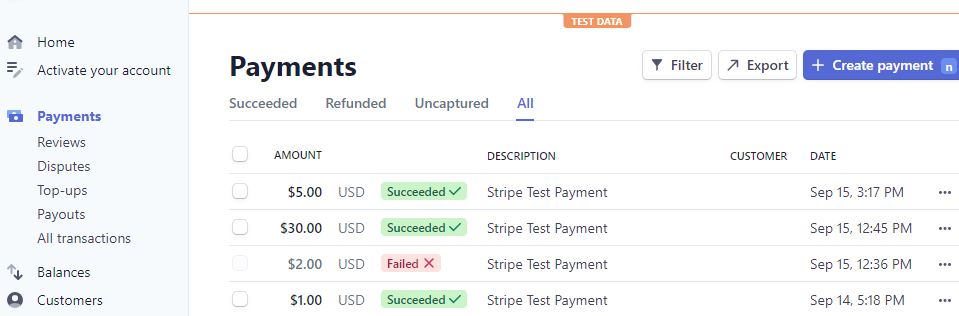 TEST DATA
Home
Activate your account
Payments
Reviews
Disputes
Top-ups
Payouts
All transactions
Balances
Customers
Payments
Filter
Export
+ Create payment n
Succeeded Refunded Uncaptured All
AMOUNT DESCRIPTION CUSTOMER DATE
$5.00 USD Succeeded ✓ Stripe Test Payment Sep 15, 3:17 PM •••
$30.00 USD Succeeded ✓ Stripe Test Payment Sep 15, 12:45 PM •••
$2.00 USD Failed ✕ Stripe Test Payment Sep 15, 12:36 PM •••
$1.00 USD Succeeded ✓ Stripe Test Payment Sep 14, 5:18 PM •••